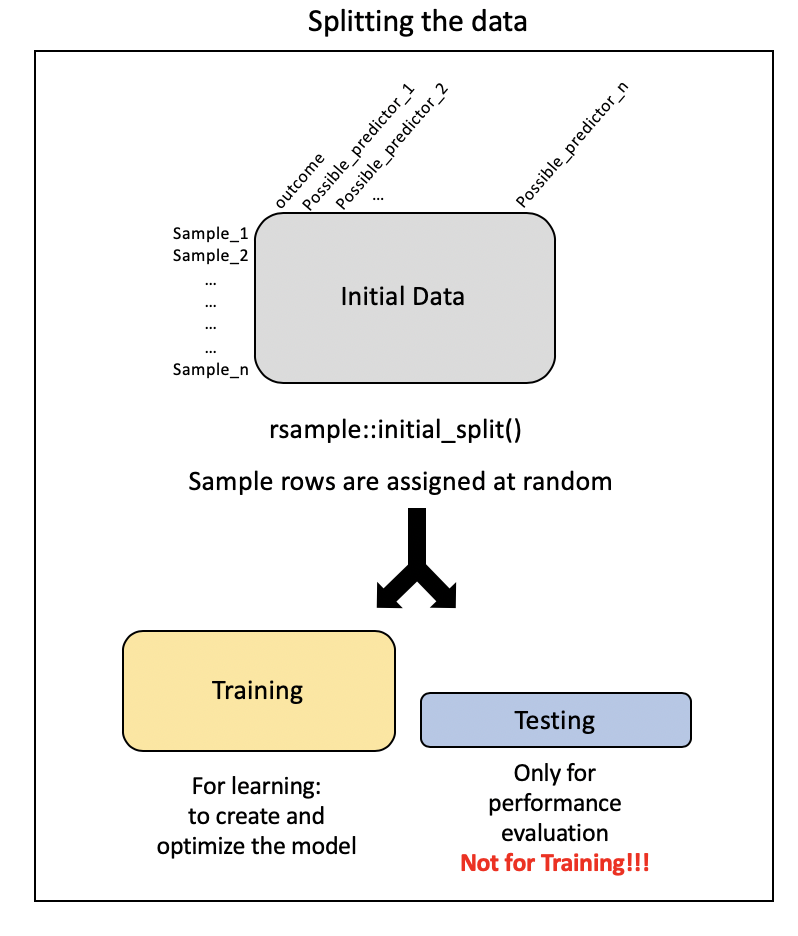 Splitting the data
outcome
Possible_predictor_1
Possible_predictor_2
...
Possible_predictor_n
Sample_1
Sample_2
...
...
...
...
Sample_n
Initial Data
rsample::initial_split()
Sample rows are assigned at random
Training
Testing
For learning:
to create and
optimize the model
Only for
performance
evaluation
Not for Training!!!